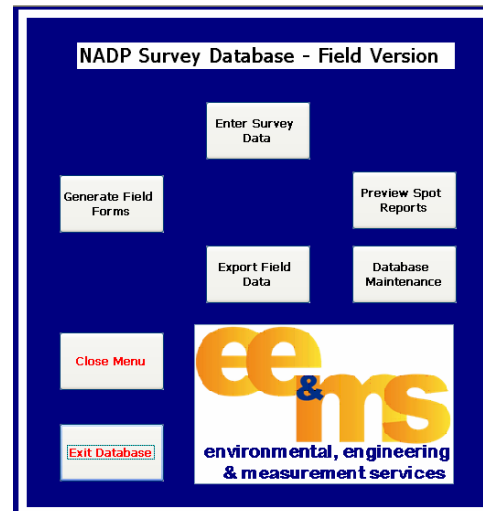 NADP Survey Database - Field Version
Enter Survey
Data
Generate Field
Forms
Preview Spot
Reports
Export Field
Data
Database
Maintenance
Close Menu
Exit Database
ee
&
ms
environmental, engineering
& measurement services